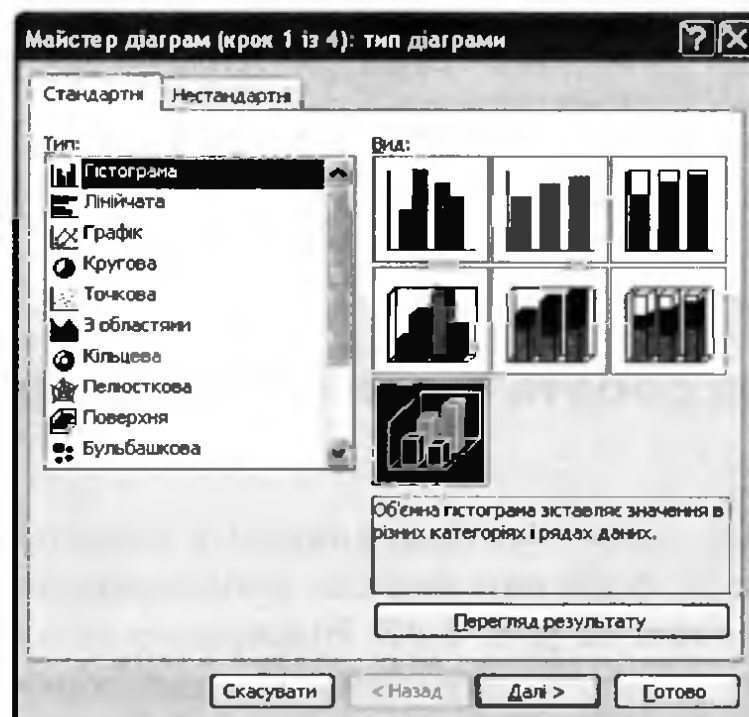 Майстер діаграм (крок 1 із 4): тип діаграми
Стандартні
Нестандартні
Тип:
Гістограма
Лінійчата
Графік
Кругова
Точкова
З областями
Кільцева
Пелюсткова
Поверхня
Бульбашкова
Вид:
Об'ємна гістограма зіставляє значення в
різних категоріях і рядах даних.
Перегляд результату
Скасувати
< Назад
Далі >
Готово